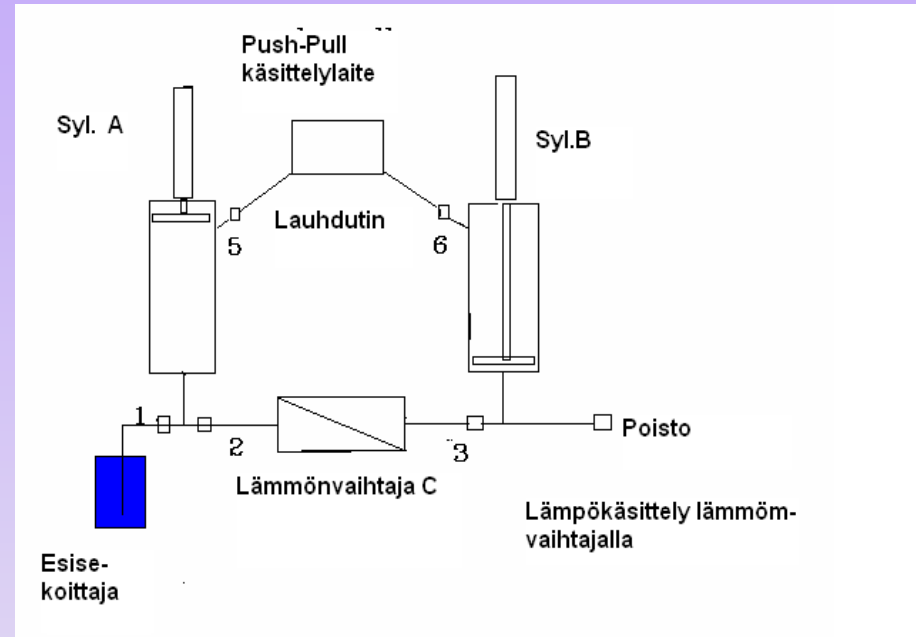 Push-Pull
käsittelylaite
Syl. A
Syl.B
Lauhdutin
5
6
1
2
3
Poisto
Lämmönvaihtaja C
Lämpökäsittely lämmöm-
vaihtajalla
Esise-
koittaja